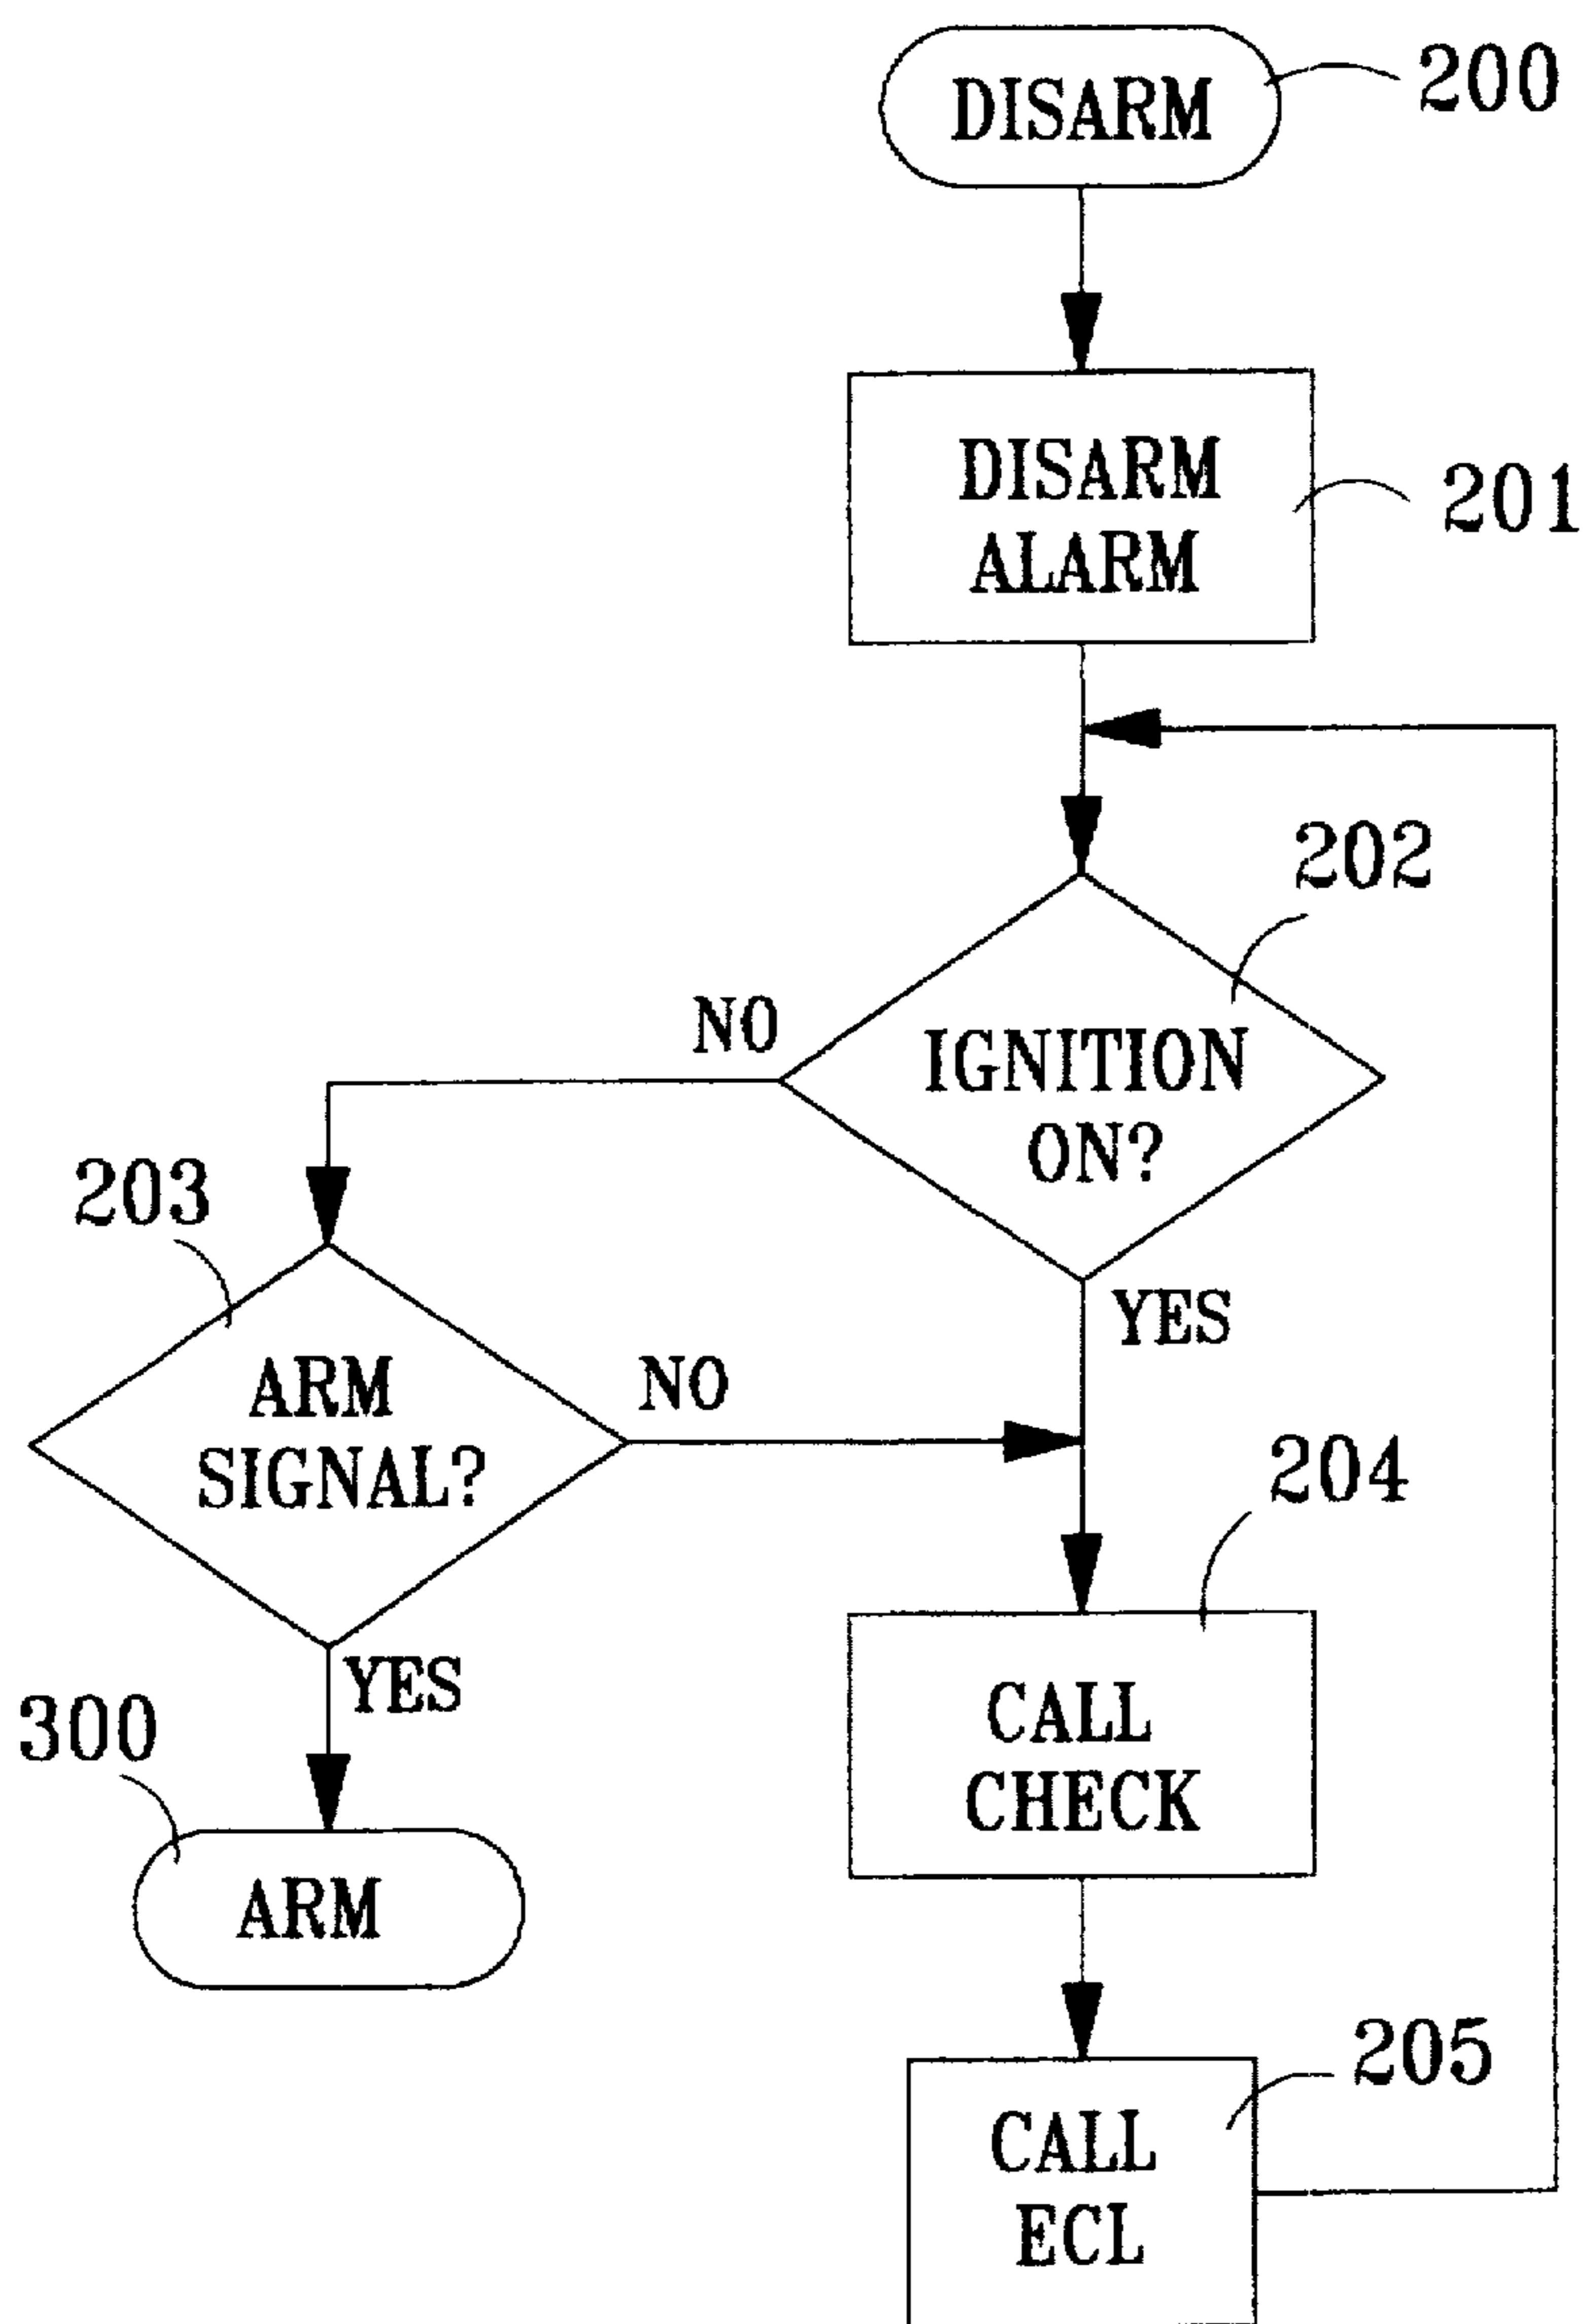 DISARM
200
DISARM
ALARM
201
202
NO
IGNITION
ON?
203
YES
ARM
SIGNAL?
NO
204
YES
300
CALL
CHECK
ARM
205
CALL
ECL